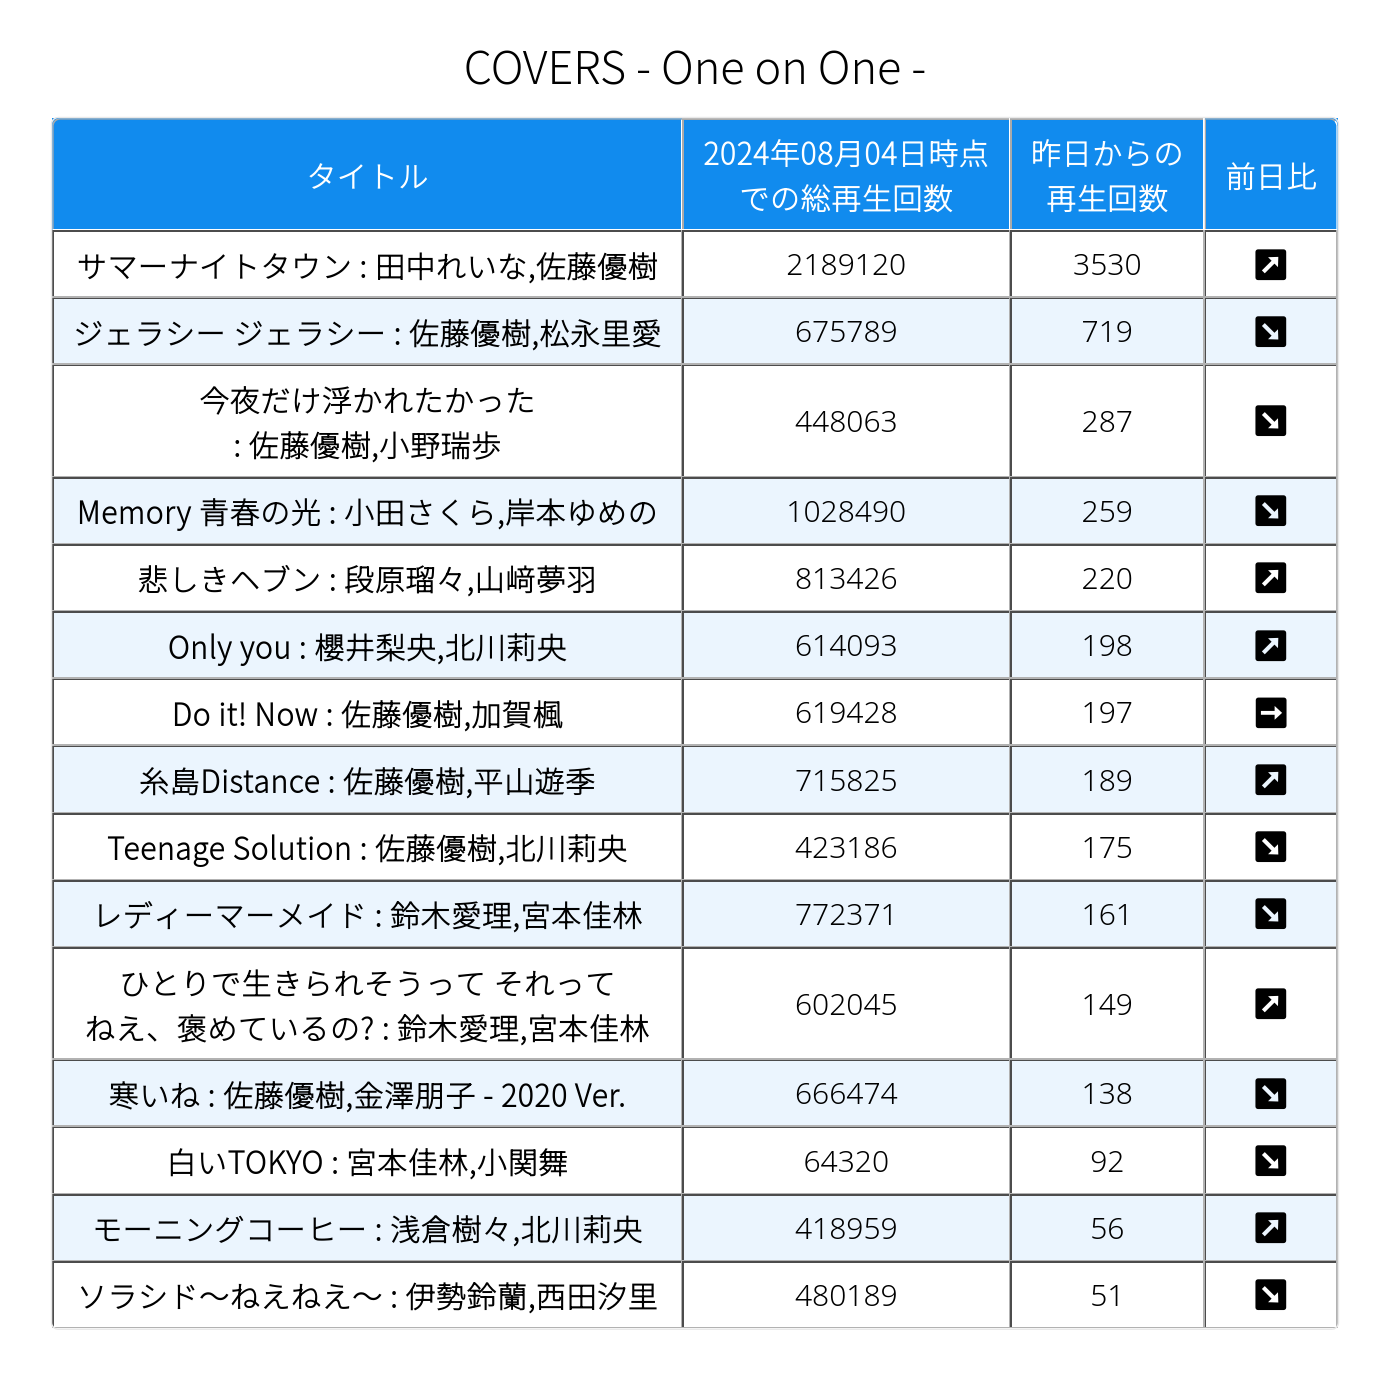 COVERS - One on One -
タイトル
2024年08月04日時点
での総再生回数
昨日からの
再生回数
前日比
サマーナイトタウン : 田中れいな,佐藤優樹 2189120 3530 ↗
ジェラシー ジェラシー : 佐藤優樹,松永里愛 675789 719 ↘
今夜だけ浮かれたかった
: 佐藤優樹,小野瑞歩 448063 287 ↘
Memory 青春の光 : 小田さくら,岸本ゆめの 1028490 259 ↘
悲しきヘブン : 段原瑠々,山﨑夢羽 813426 220 ↗
Only you : 櫻井梨央,北川莉央 614093 198 ↗
Do it! Now : 佐藤優樹,加賀楓 619428 197 →
糸島Distance : 佐藤優樹,平山遊季 715825 189 ↗
Teenage Solution : 佐藤優樹,北川莉央 423186 175 ↘
レディーマーメイド : 鈴木愛理,宮本佳林 772371 161 ↘
ひとりで生きられそうって それって
ねえ、褒めているの? : 鈴木愛理,宮本佳林 602045 149 ↗
寒いね : 佐藤優樹,金澤朋子 - 2020 Ver. 666474 138 ↘
白いTOKYO : 宮本佳林,小関舞 64320 92 ↘
モーニングコーヒー : 浅倉樹々,北川莉央 418959 56 ↗
ソラシド〜ねえねえ〜 : 伊勢鈴蘭,西田汐里 480189 51 ↘